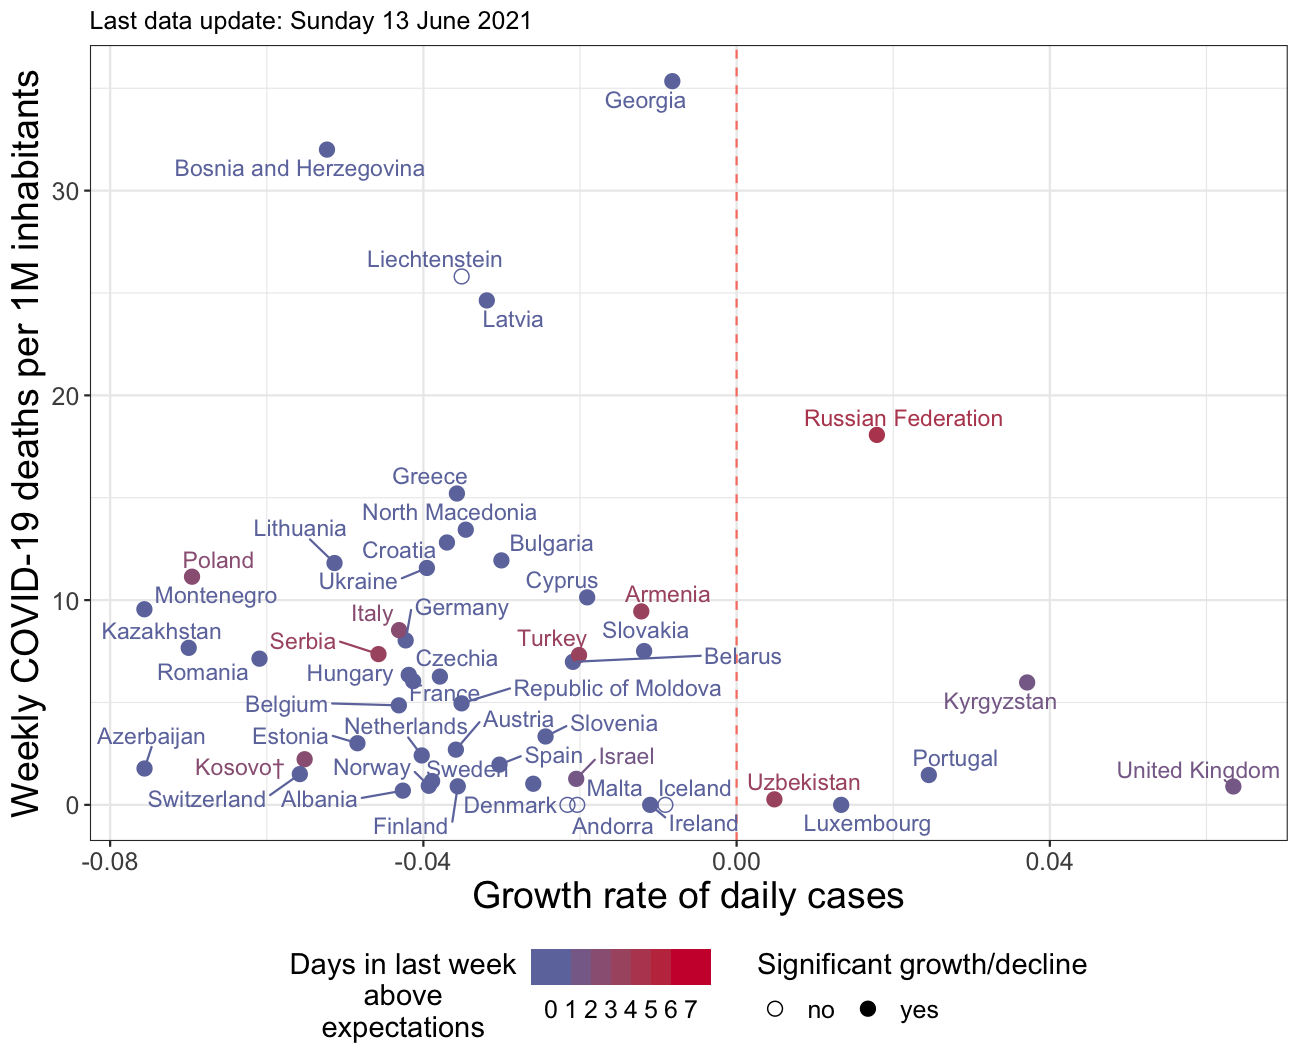 Last data update: Sunday 13 June 2021
Weekly COVID-19 deaths per 1M inhabitants
30
20
10
0
Georgia
Bosnia and Herzegovina
Liechtenstein
Latvia
Russian Federation
Greece
North Macedonia
Lithuania
Croatia
Bulgaria
Poland
Ukraine
Cyprus
Montenegro
Armenia
Italy
Germany
Kazakhstan
Serbia
Turkey
Slovakia
Romania
Hungary
Czechia
Belarus
France
Republic of Moldova
Kyrgyzstan
Belgium
Netherlands
Austria
Slovenia
Azerbaijan
Estonia
Kosovo†
Norway
Sweden
Spain
Israel
Portugal
United Kingdom
Switzerland
Albania
Malta
Iceland
Uzbekistan
Finland
Denmark
Andorra
Ireland
Luxembourg
-0.08
-0.04
0.00
0.04
Growth rate of daily cases
Days in last week
above
expectations
0 1 2 3 4 5 6 7
Significant growth/decline
no
yes